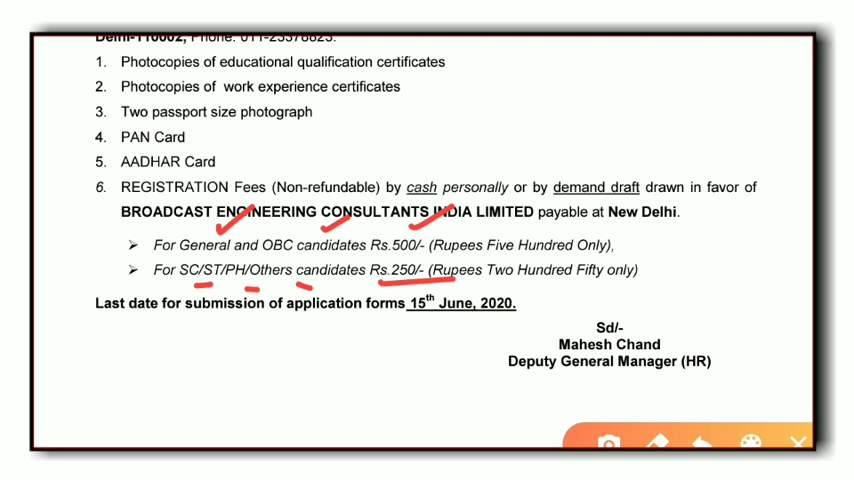 Delhi-110002, Phone: 011-23378823.
1. Photocopies of educational qualification certificates
2. Photocopies of work experience certificates
3. Two passport size photograph
4. PAN Card
5. AADHAR Card
6. REGISTRATION Fees (Non-refundable) by cash personally or by demand draft drawn in favor of
BROADCAST ENGINEERING CONSULTANTS INDIA LIMITED payable at New Delhi.
➢ For General and OBC candidates Rs.500/- (Rupees Five Hundred Only),
➢ For SC/ST/PH/Others candidates Rs.250/- (Rupees Two Hundred Fifty only)
Last date for submission of application forms 15th June, 2020.
Sd/-
Mahesh Chand
Deputy General Manager (HR)